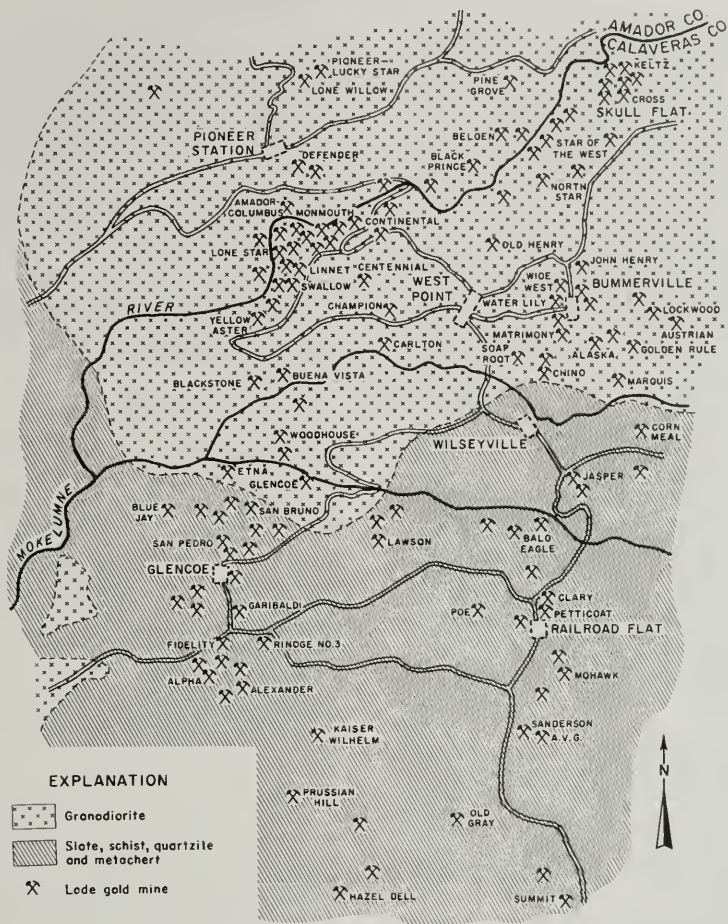 AMADOR CO.
CALAVERAS CO.
PIONEER-
LUCKY STAR
LONE WILLOW
PINE
GROVE
KELTZ
CROSS
SKULL FLAT
PIONEER
STATION
DEFENDER
BELDEN
BLACK
PRINCE
STAR OF
THE WEST
NORTH
STAR
AMADOR-
COLUMBUS
MONMOUTH
CONTINENTAL
LONE STAR
OLD HENRY
JOHN HENRY
LINNET
CENTENNIAL
WEST
POINT
WIDE
WEST
BUMMERVILLE
SWALLOW
WATER LILY
LOCKWOOD
RIVER
YELLOW
ASTER
CHAMPION
MATRIMONY
AUSTRIAN
CARLTON
SOAP
ROOT
ALASKA
GOLDEN RULE
CHINO
BLACKSTONE
BUENA VISTA
MARQUIS
WOODHOUSE
WILSEYVILLE
CORN
MEAL
ETNA
GLENCOE
JASPER
BLUE
JAY
SAN BRUNO
MOKELUMNE
SAN PEDRO
LAWSON
BALD
EAGLE
GLENCOE
CLARY
GARIBALDI
POE
PETTICOAT
RAILROAD FLAT
FIDELITY
RINDGE NO.3
ALPHA
ALEXANDER
MOHAWK
KAISER
WILHELM
SANDERSON
A.V.G.
N
EXPLANATION
Granodiorite
Slate, schist, quartzite
and metachert
Lode gold mine
PRUSSIAN
HILL
OLD
GRAY
HAZEL DELL
SUMMIT